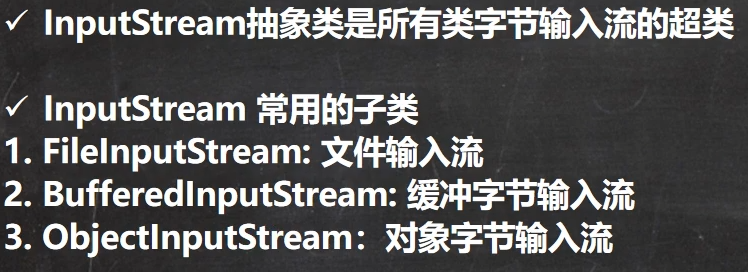 ✓ InputStream抽象类是所有类字节输入流的超类
✓ InputStream 常用的子类
1. FileInputStream: 文件输入流
2. BufferedInputStream: 缓冲字节输入流
3. ObjectInputStream：对象字节输入流